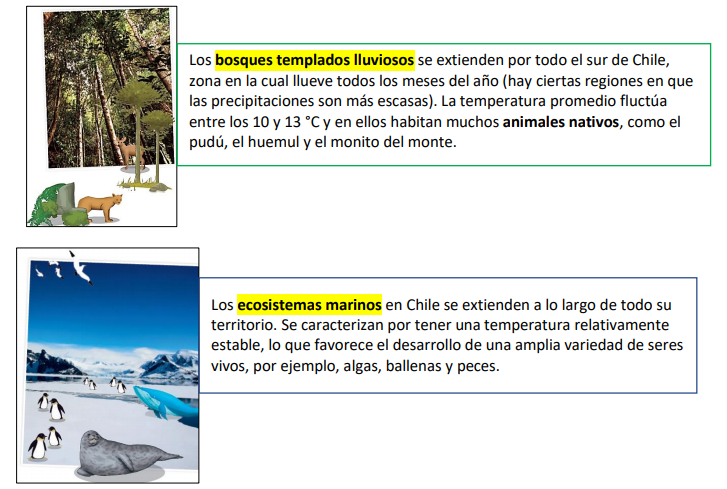 Los bosques templados lluviosos se extienden por todo el sur de Chile,
zona en la cual llueve todos los meses del año (hay ciertas regiones en que
las precipitaciones son más escasas). La temperatura promedio fluctúa
entre los 10 y 13 °C y en ellos habitan muchos animales nativos, como el
pudú, el huemul y el monito del monte.
Los ecosistemas marinos en Chile se extienden a lo largo de todo su
territorio. Se caracterizan por tener una temperatura relativamente
estable, lo que favorece el desarrollo de una amplia variedad de seres
vivos, por ejemplo, algas, ballenas y peces.